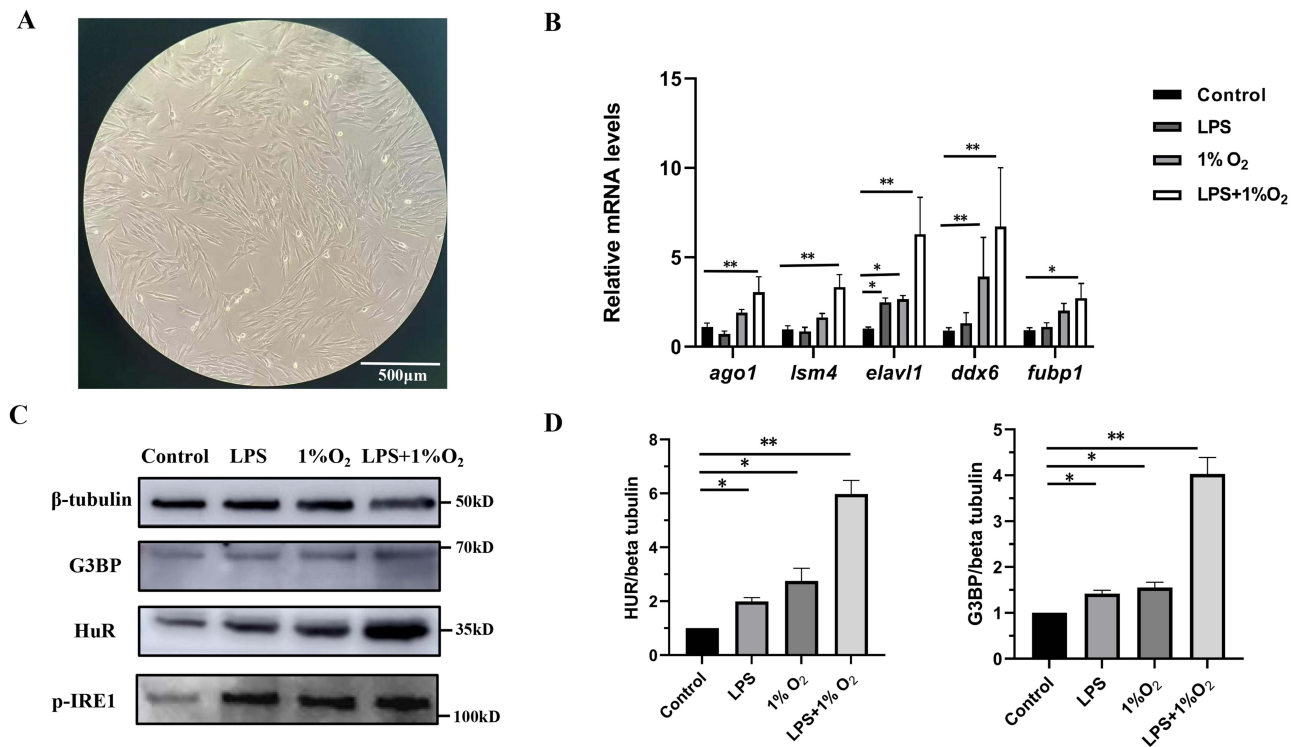 A
500μm
B
Relative mRNA levels
15
10
5
0
**
**
*
*
**
**
**
*
ago1 lsm4 elavl1 ddx6 fubp1
Control
LPS
1% O₂
LPS+1%O₂
C
Control LPS 1%O₂ LPS+1%O₂
β-tubulin 50kD
G3BP 70kD
HuR 35kD
p-IRE1 100kD
D
HUR/beta tubulin
8
6
4
2
0
**
*
*
Control LPS 1% O₂ LPS+1% O₂
G3BP/beta tubulin
5
4
1
2
1
0
**
*
*
Control LPS 1%O₂ LPS+1%O₂